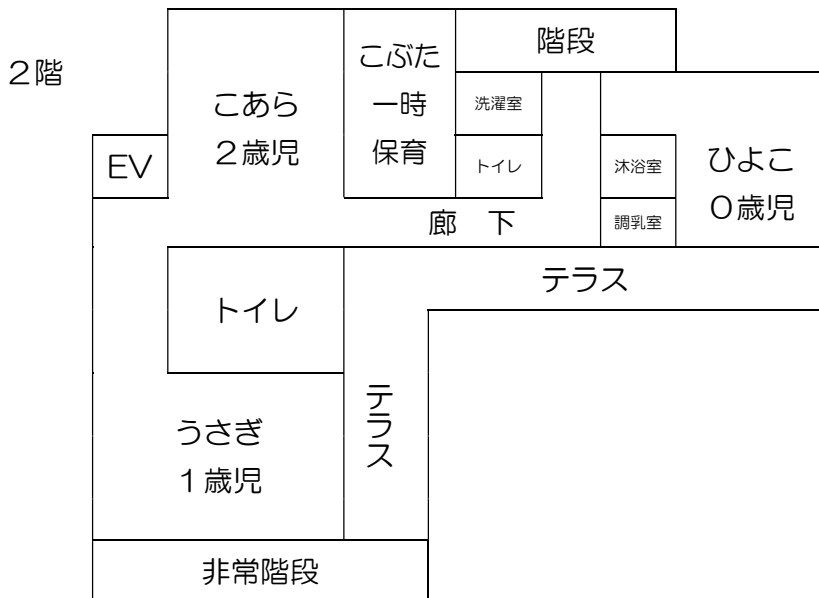 ２階
こあら
２歳児
こぶた
一時
保育
階段
洗濯室
トイレ
EV
沐浴室
調乳室
ひよこ
０歳児
廊　下
トイレ
テラス
テラス
うさぎ
１歳児
非常階段